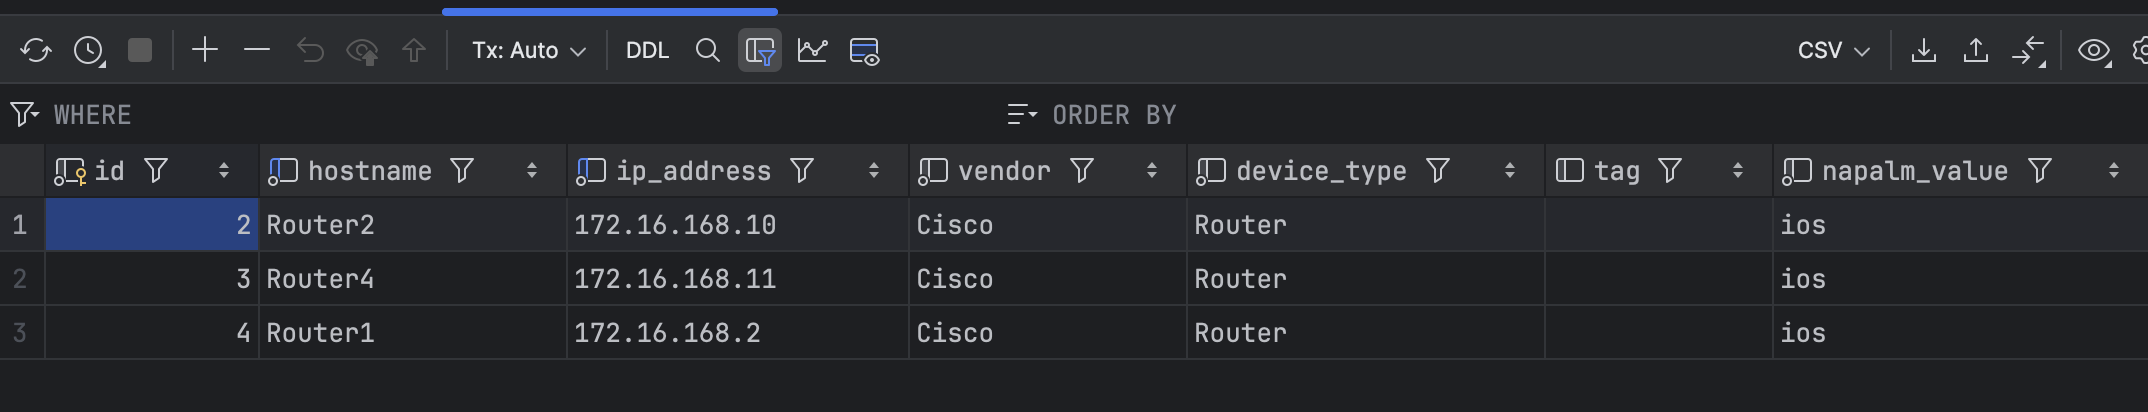 Tx: Auto DDL CSV
WHERE ORDER BY
id hostname ip_address vendor device_type tag napalm_value
1 2 Router2 172.16.168.10 Cisco Router ios
2 3 Router4 172.16.168.11 Cisco Router ios
3 4 Router1 172.16.168.2 Cisco Router ios